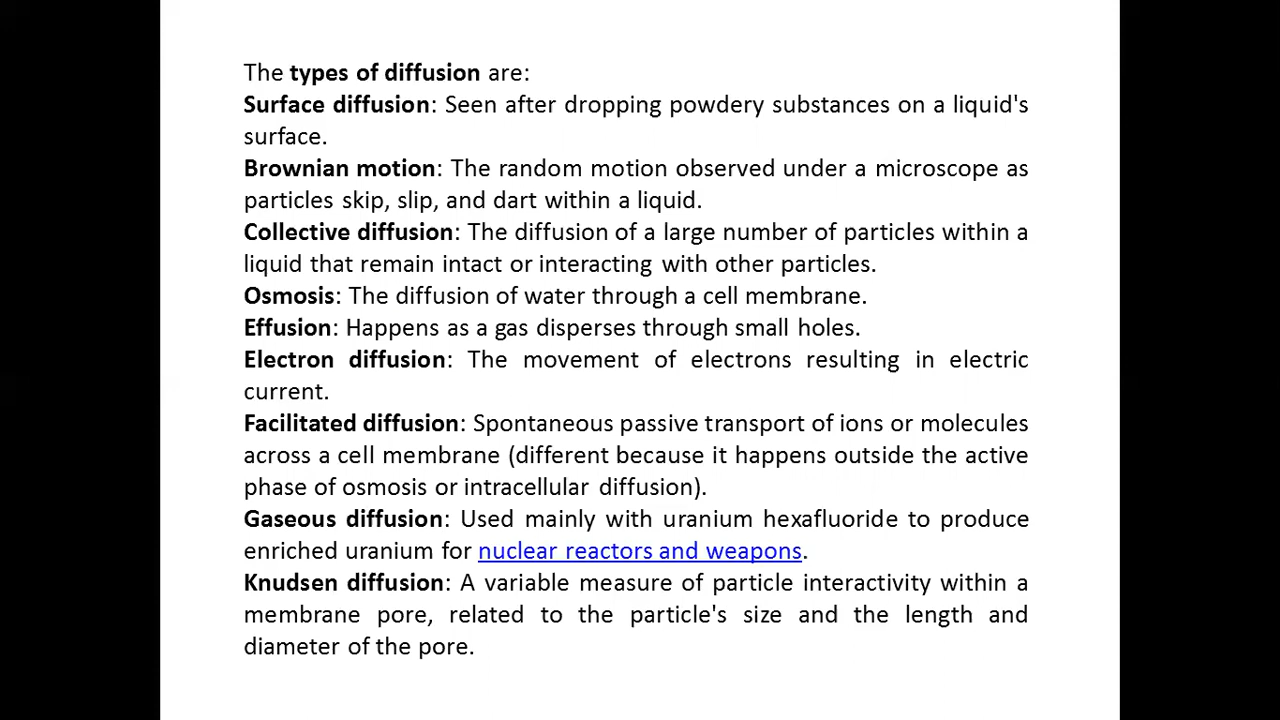 The types of diffusion are:
Surface diffusion: Seen after dropping powdery substances on a liquid's
surface.
Brownian motion: The random motion observed under a microscope as
particles skip, slip, and dart within a liquid.
Collective diffusion: The diffusion of a large number of particles within a
liquid that remain intact or interacting with other particles.
Osmosis: The diffusion of water through a cell membrane.
Effusion: Happens as a gas disperses through small holes.
Electron diffusion: The movement of electrons resulting in electric
current.
Facilitated diffusion: Spontaneous passive transport of ions or molecules
across a cell membrane (different because it happens outside the active
phase of osmosis or intracellular diffusion).
Gaseous diffusion: Used mainly with uranium hexafluoride to produce
enriched uranium for nuclear reactors and weapons.
Knudsen diffusion: A variable measure of particle interactivity within a
membrane pore, related to the particle's size and the length and
diameter of the pore.